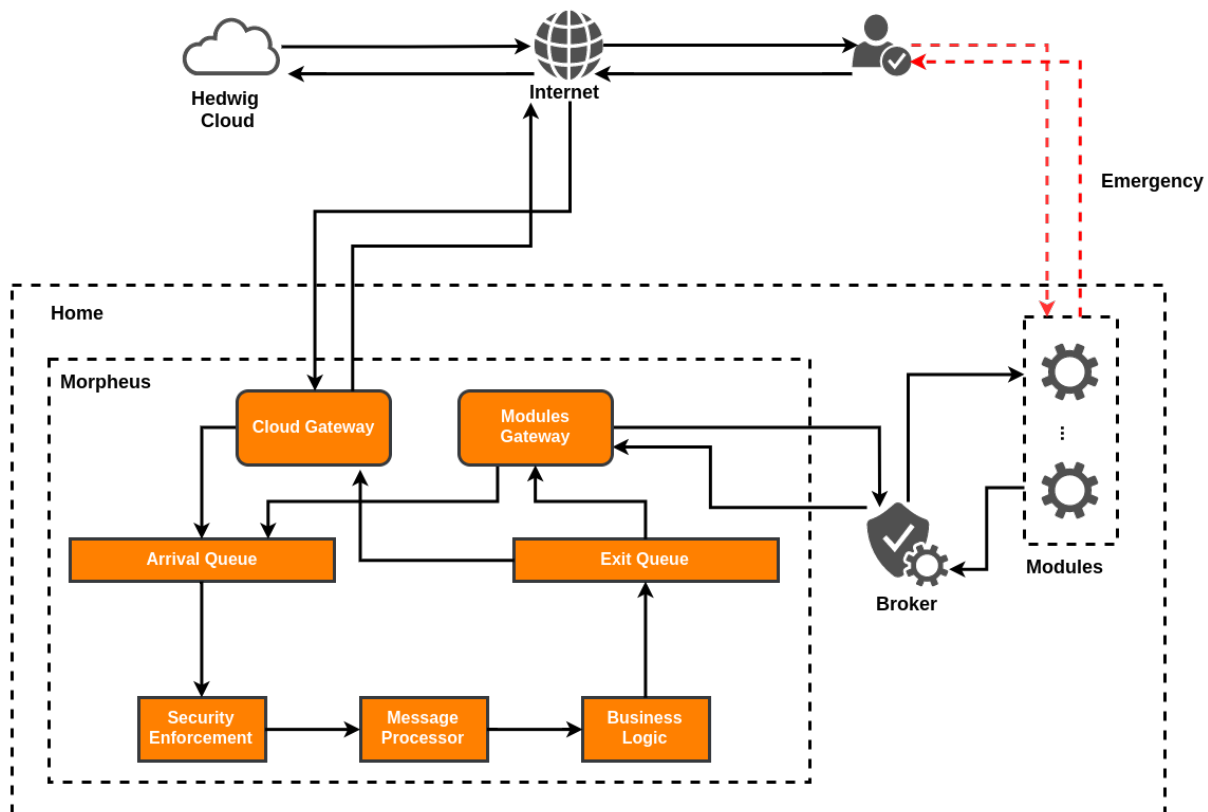 Hedwig
Cloud
Internet
Emergency
Home
Morpheus
Cloud Gateway
Modules
Gateway
Arrival Queue
Exit Queue
Broker
Modules
Security
Enforcement
Message
Processor
Business
Logic